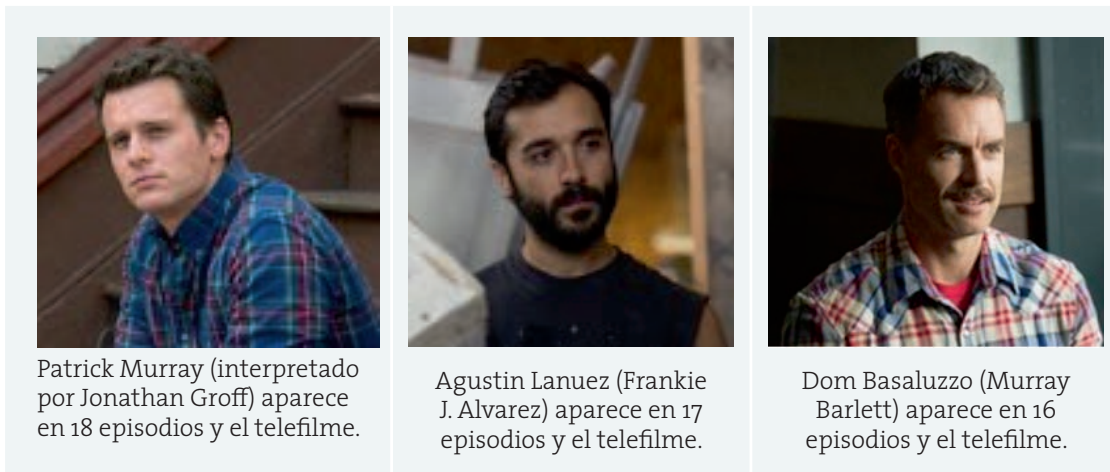 Patrick Murray (interpretado
por Jonathan Groff) aparece
en 18 episodios y el telefilme.
Agustin Lanuez (Frankie
J. Alvarez) aparece en 17
episodios y el telefilme.
Dom Basaluzzo (Murray
Barlett) aparece en 16
episodios y el telefilme.